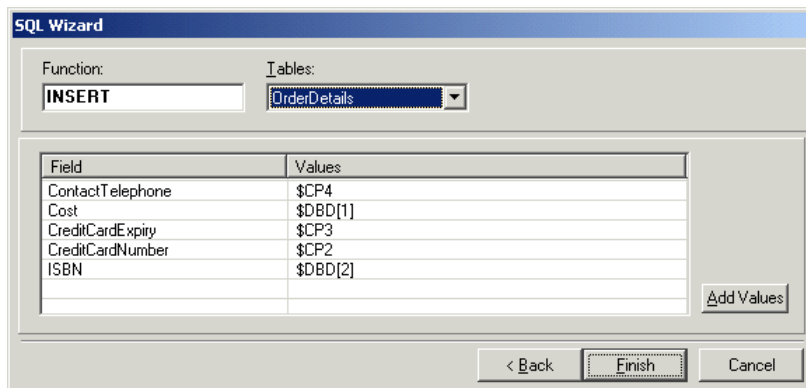 SQL Wizard
Function: Tables:
INSERT OrderDetails
Field Values
ContactTelephone $CP4
Cost $DBD[1]
CreditCardExpiry $CP3
CreditCardNumber $CP2
ISBN $DBD[2]
Add Values
< Back Finish Cancel